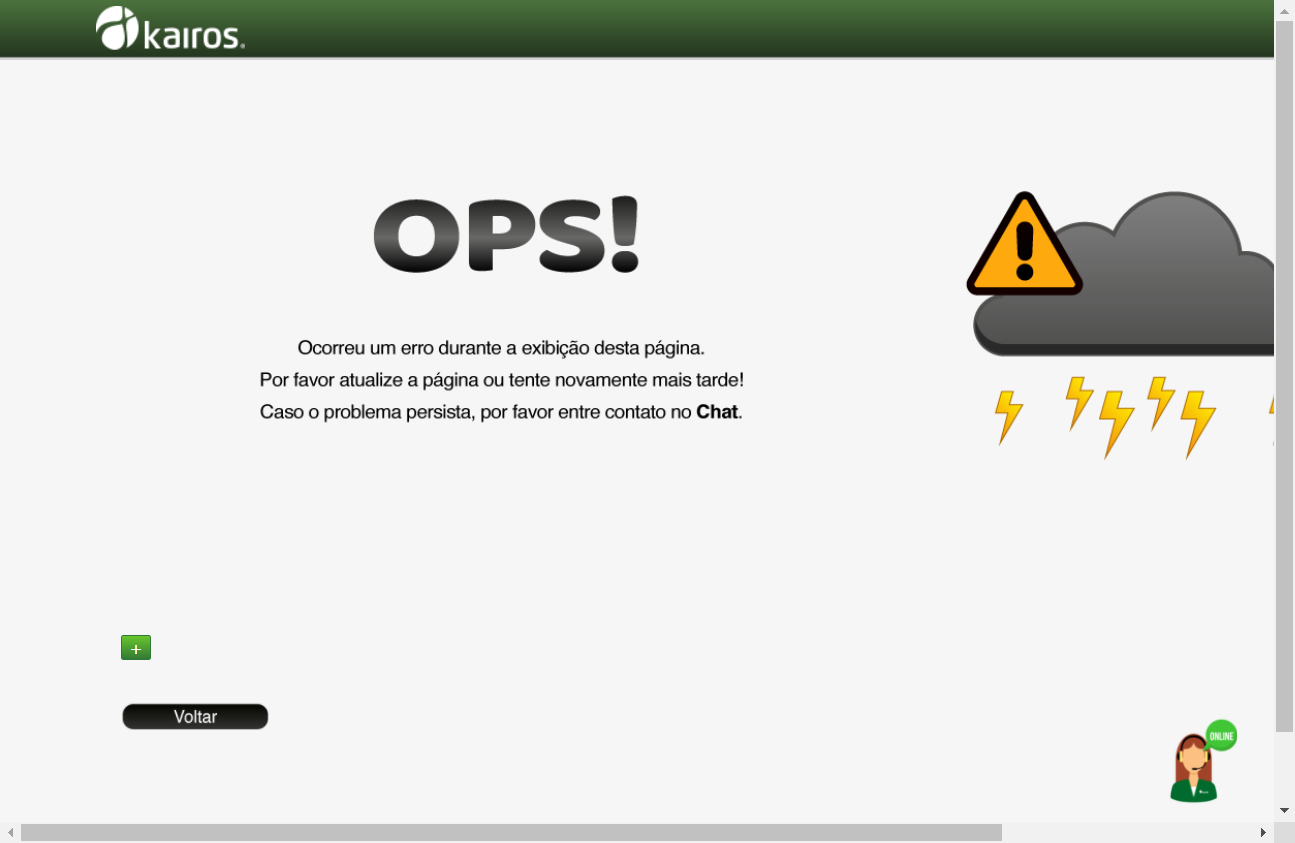 kairos®
OPS!
Ocorreu um erro durante a exibição desta página.
Por favor atualize a página ou tente novamente mais tarde!
Caso o problema persista, por favor entre contato no Chat.
+
Voltar
ONLINE